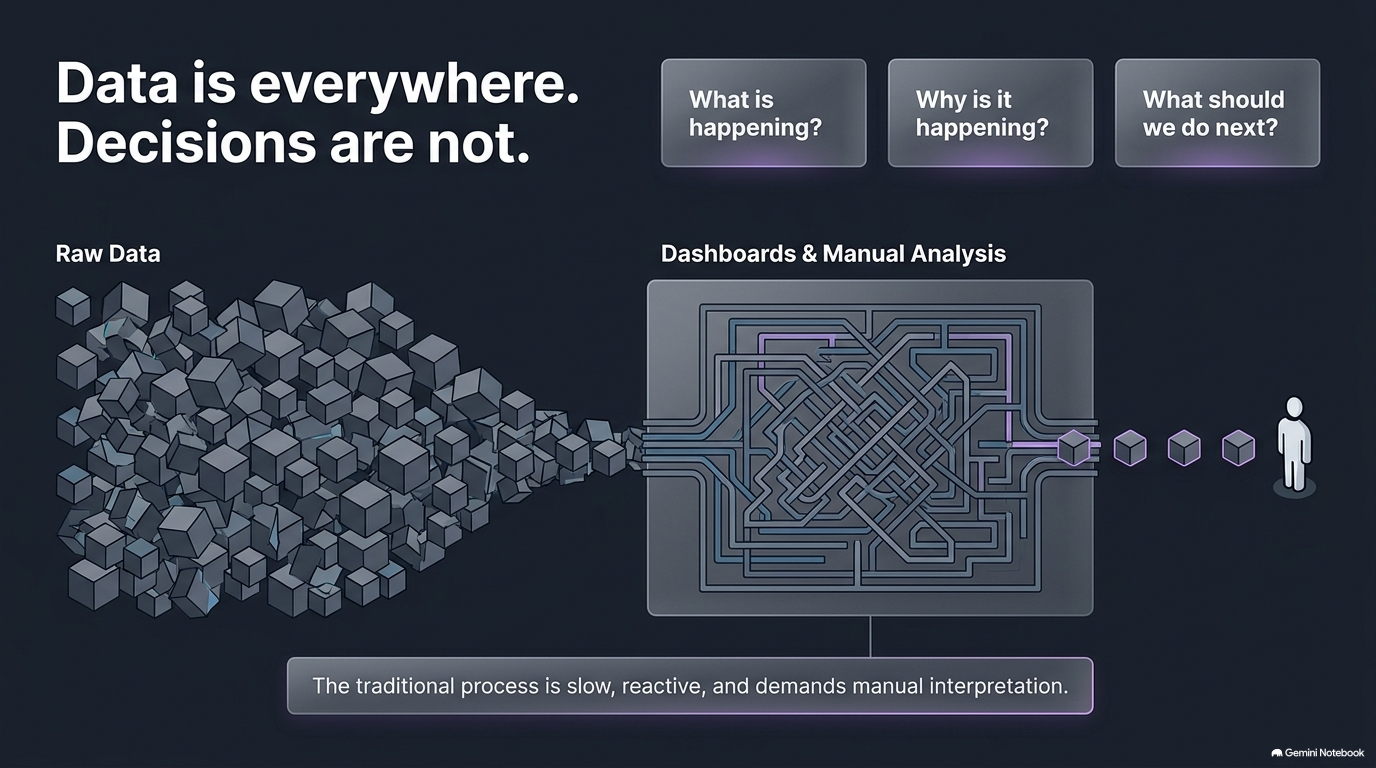 Data is everywhere.
Decisions are not.
What is
happening?
Why is it
happening?
What should
we do next?
Raw Data
Dashboards & Manual Analysis
The traditional process is slow, reactive, and demands manual interpretation.
Gemini Notebook